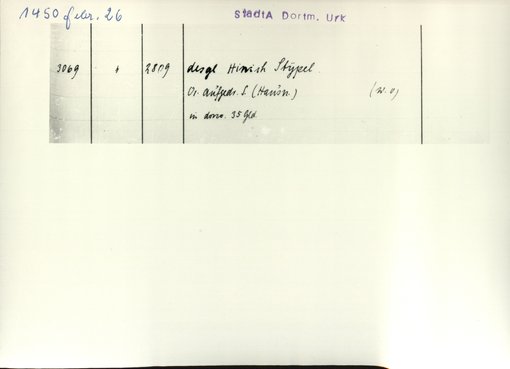 1450 febr. 26
StadtA Dortm. Urk
3069 + 2809 desgl Hinrich Stypel.
Or. aufgedr. S. (Hausm.) (w. o)
in dorso. 35 Gld.